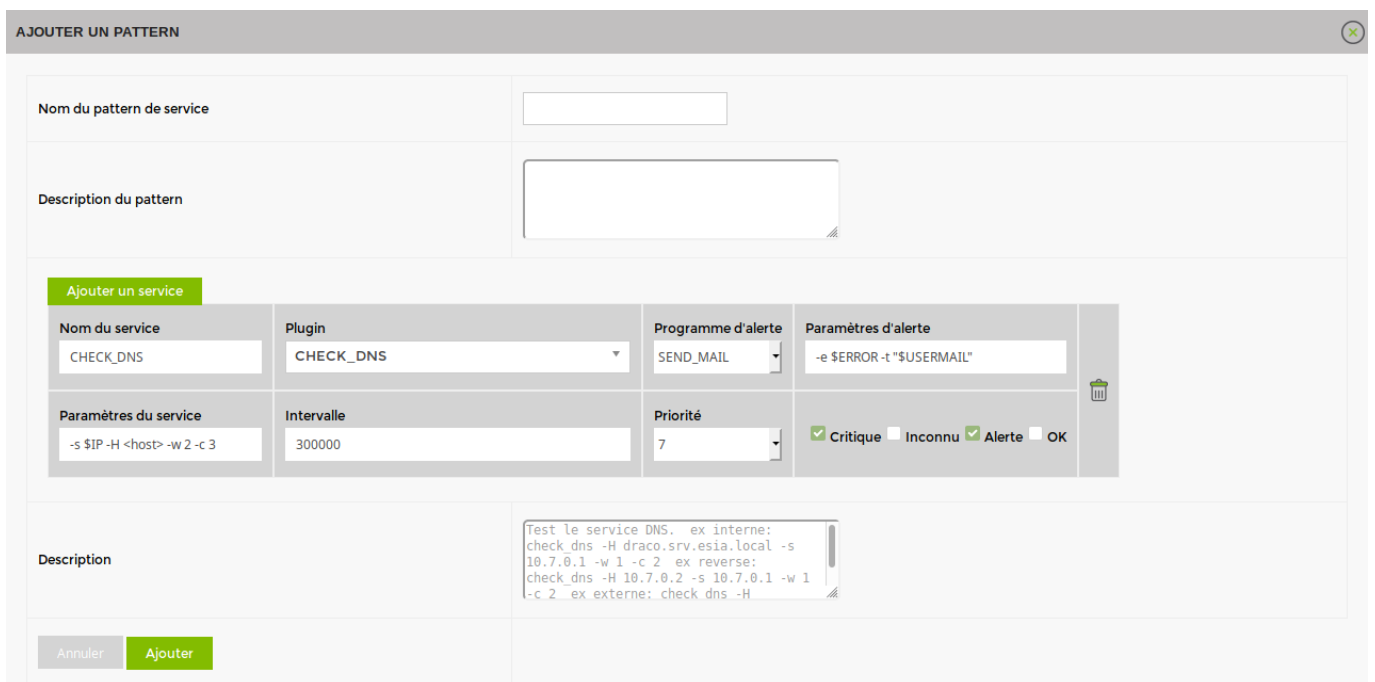 AJOUTER UN PATTERN
Nom du pattern de service
Description du pattern
Ajouter un service
Nom du service Plugin Programme d'alerte Paramètres d'alerte
CHECK_DNS CHECK_DNS SEND_MAIL -e $ERROR -t "$USERMAIL"
Paramètres du service Intervalle Priorité
-s $IP -H <host> -w 2 -c 3 300000 7 Critique Inconnu Alerte OK
Description
Test le service DNS. ex interne:
check_dns -H draco.srv.esia.local -s
10.7.0.1 -w 1 -c 2 ex reverse:
check_dns -H 10.7.0.2 -s 10.7.0.1 -w 1
-c 2 ex externe: check_dns -H
Annuler Ajouter